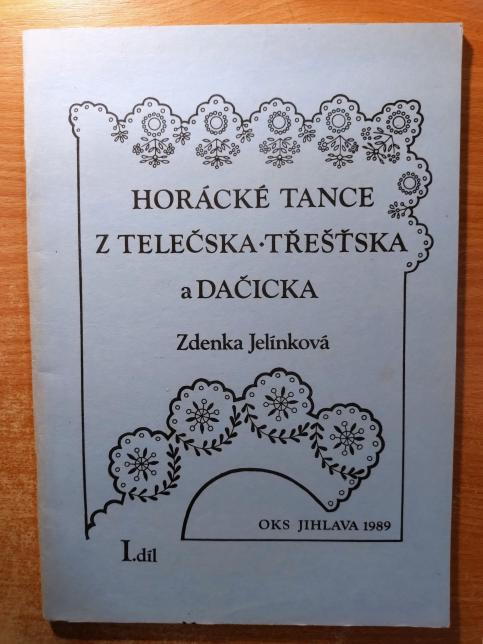 HORÁCKÉ TANCE
Z TELEČSKA·TŘEŠŤSKA
a DAČICKA
Zdenka Jelínková
OKS JIHLAVA 1989
I.díl